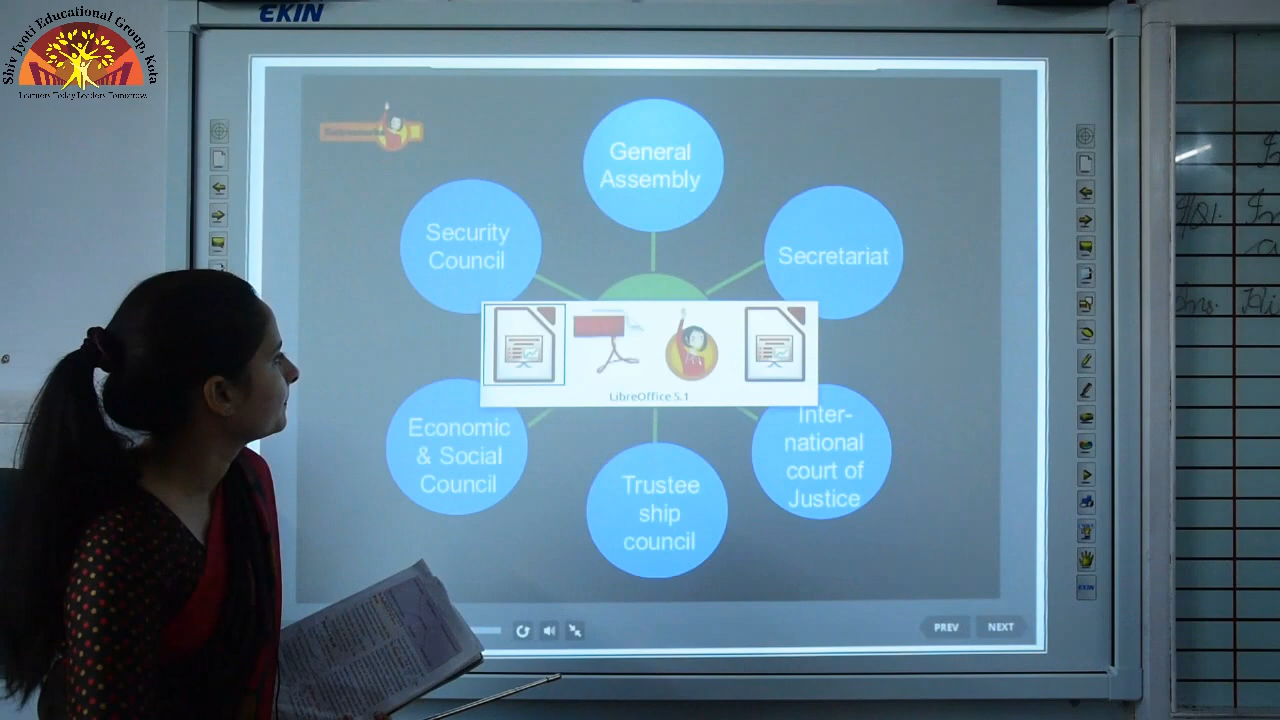 Shiv Jyoti Educational Group, Kota
Learners Today Leaders Tomorrow
EKIN
General
Assembly
Security
Council
Secretariat
LibreOffice 5.1
Economic
& Social
Council
Trustee
ship
council
Inter-
national
court of
Justice
PREV
NEXT
EKIN